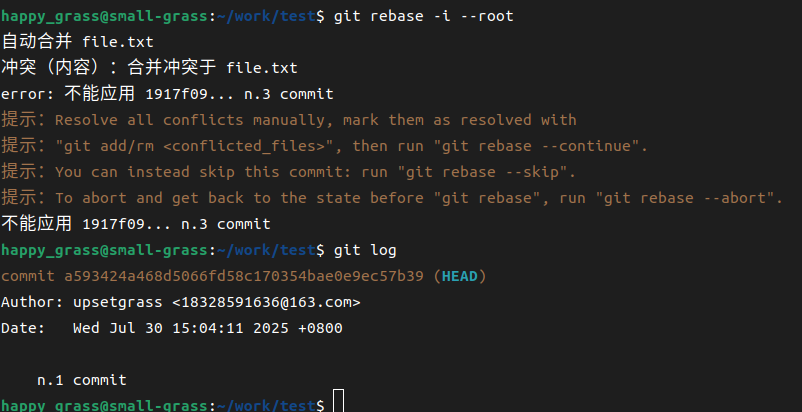 happy_grass@small-grass:~/work/test$ git rebase -i --root
自动合并 file.txt
冲突（内容）：合并冲突于 file.txt
error: 不能应用 1917f09... n.3 commit
提示：Resolve all conflicts manually, mark them as resolved with
提示："git add/rm <conflicted_files>", then run "git rebase --continue".
提示：You can instead skip this commit: run "git rebase --skip".
提示：To abort and get back to the state before "git rebase", run "git rebase --abort".
不能应用 1917f09... n.3 commit
happy_grass@small-grass:~/work/test$ git log
commit a593424a468d5066fd58c170354bae0e9ec57b39 (HEAD)
Author: upsetgrass <18328591636@163.com>
Date:   Wed Jul 30 15:04:11 2025 +0800
    n.1 commit
happy_grass@small-grass:~/work/test$